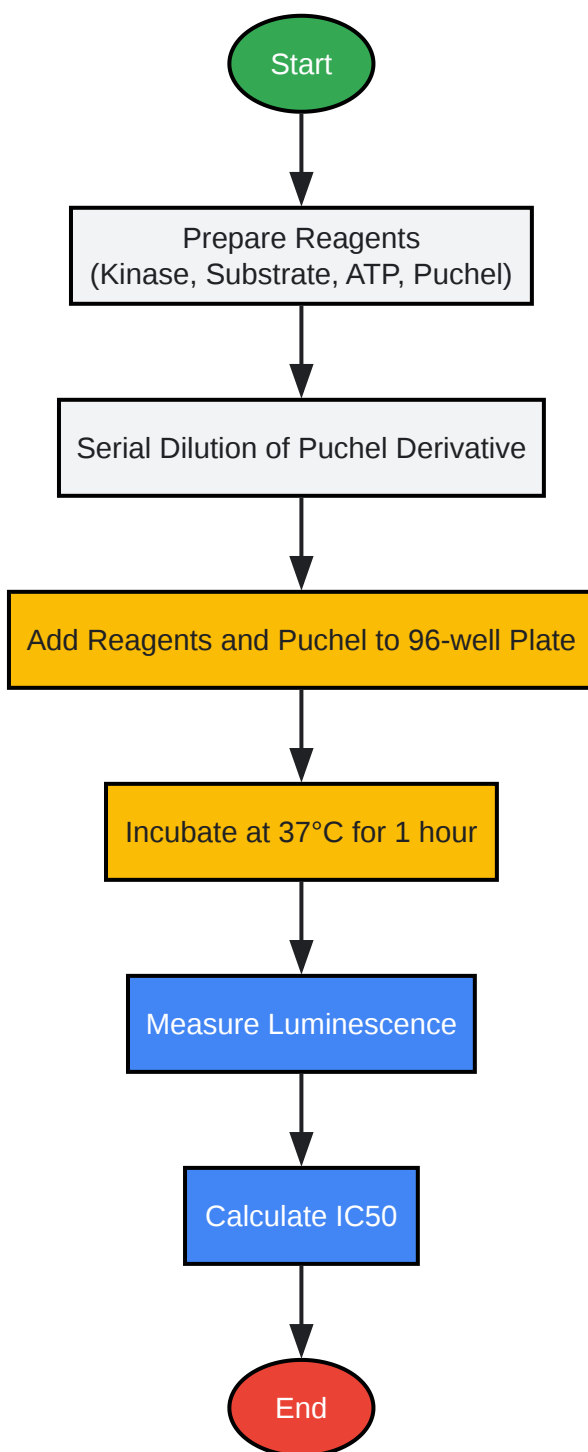 Start
Prepare Reagents
(Kinase, Substrate, ATP, Puchel)
Serial Dilution of Puchel Derivative
Add Reagents and Puchel to 96-well Plate
Incubate at 37°C for 1 hour
Measure Luminescence
Calculate IC50
End